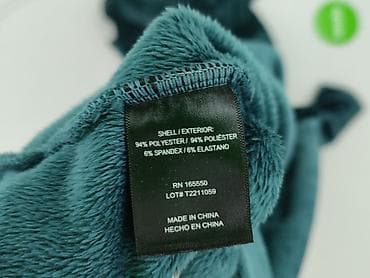 SHELL / EXTERIOR:
94% POLYESTER / 94% POLIÉSTER
6% SPANDEX / 6% ELASTANO
RN 165550
LOT# T2211059
MADE IN CHINA
HECHO EN CHINA